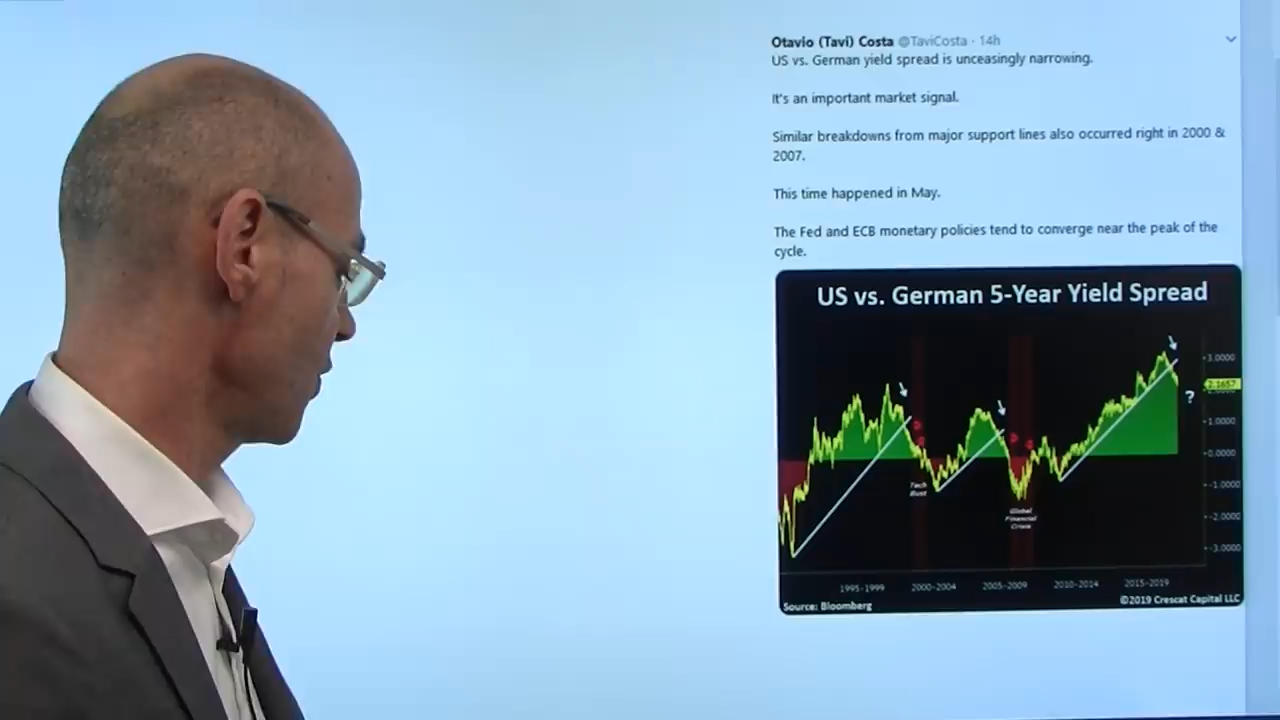 Otavio (Tavi) Costa @TaviCosta · 14h
US vs. German yield spread is unceasingly narrowing.
It's an important market signal.
Similar breakdowns from major support lines also occurred right in 2000 &
2007.
This time happened in May.
The Fed and ECB monetary policies tend to converge near the peak of the
cycle.
US vs. German 5-Year Yield Spread
3.0000
2.1657
?
1.0000
0.0000
-1.0000
-2.0000
-3.0000
Tech
Bust
Global
Financial
Crisis
1995-1999 2000-2004 2005-2009 2010-2014 2015-2019
Source: Bloomberg
©2019 Crescat Capital LLC